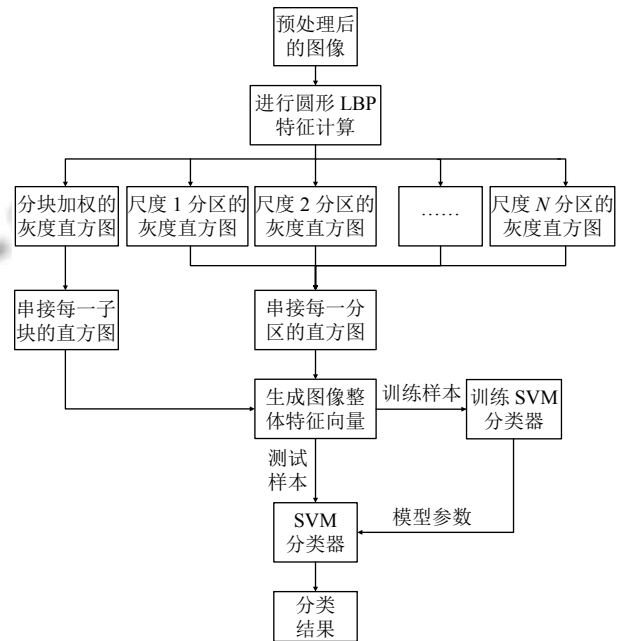 预处理后
的图像
进行圆形 LBP
特征计算
分块加权的
灰度直方图
尺度 1 分区的
灰度直方图
尺度 2 分区的
灰度直方图
……
尺度 N 分区的
灰度直方图
串接每一子
块的直方图
串接每一分
区的直方图
生成图像整
体特征向量
训练样本
训练 SVM
分类器
测试
样本
SVM
分类器
模型参数
分类
结果